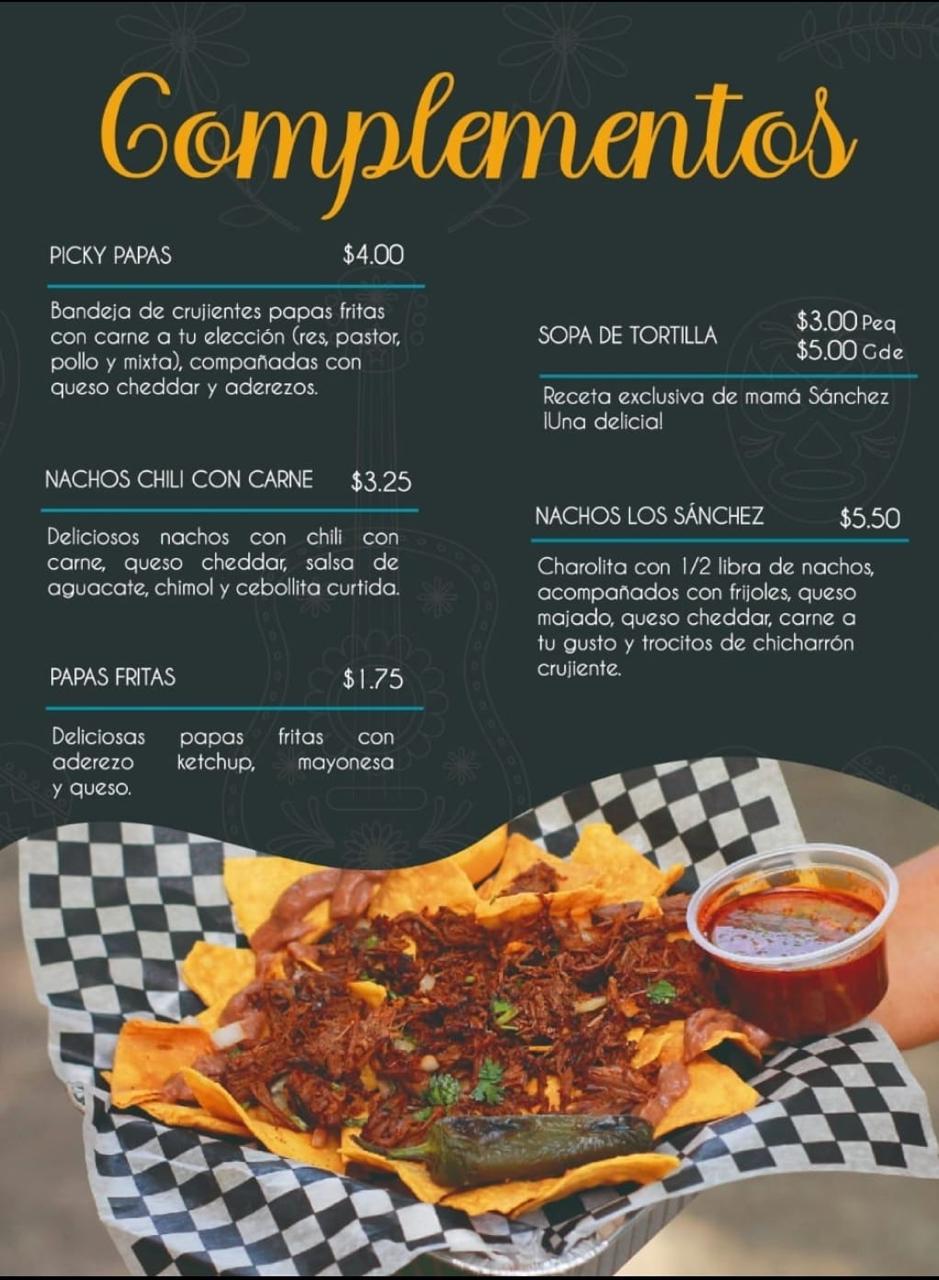 Complementos
PICKY PAPAS $4.00
Bandeja de crujientes papas fritas
con carne a tu elección (res, pastor,
pollo y mixta), compañadas con
queso cheddar y aderezos.
NACHOS CHILI CON CARNE $3.25
Deliciosos nachos con chili con
carne, queso cheddar, salsa de
aguacate, chimol y cebollita curtida.
PAPAS FRITAS $1.75
Deliciosas papas fritas con
aderezo ketchup, mayonesa
y queso.
SOPA DE TORTILLA $3.00 Peq
$5.00 Gde
Receta exclusiva de mamá Sánchez
¡Una delicia!
NACHOS LOS SÁNCHEZ $5.50
Charolita con 1/2 libra de nachos,
acompañados con frijoles, queso
majado, queso cheddar, carne a
tu gusto y trocitos de chicharrón
crujiente.